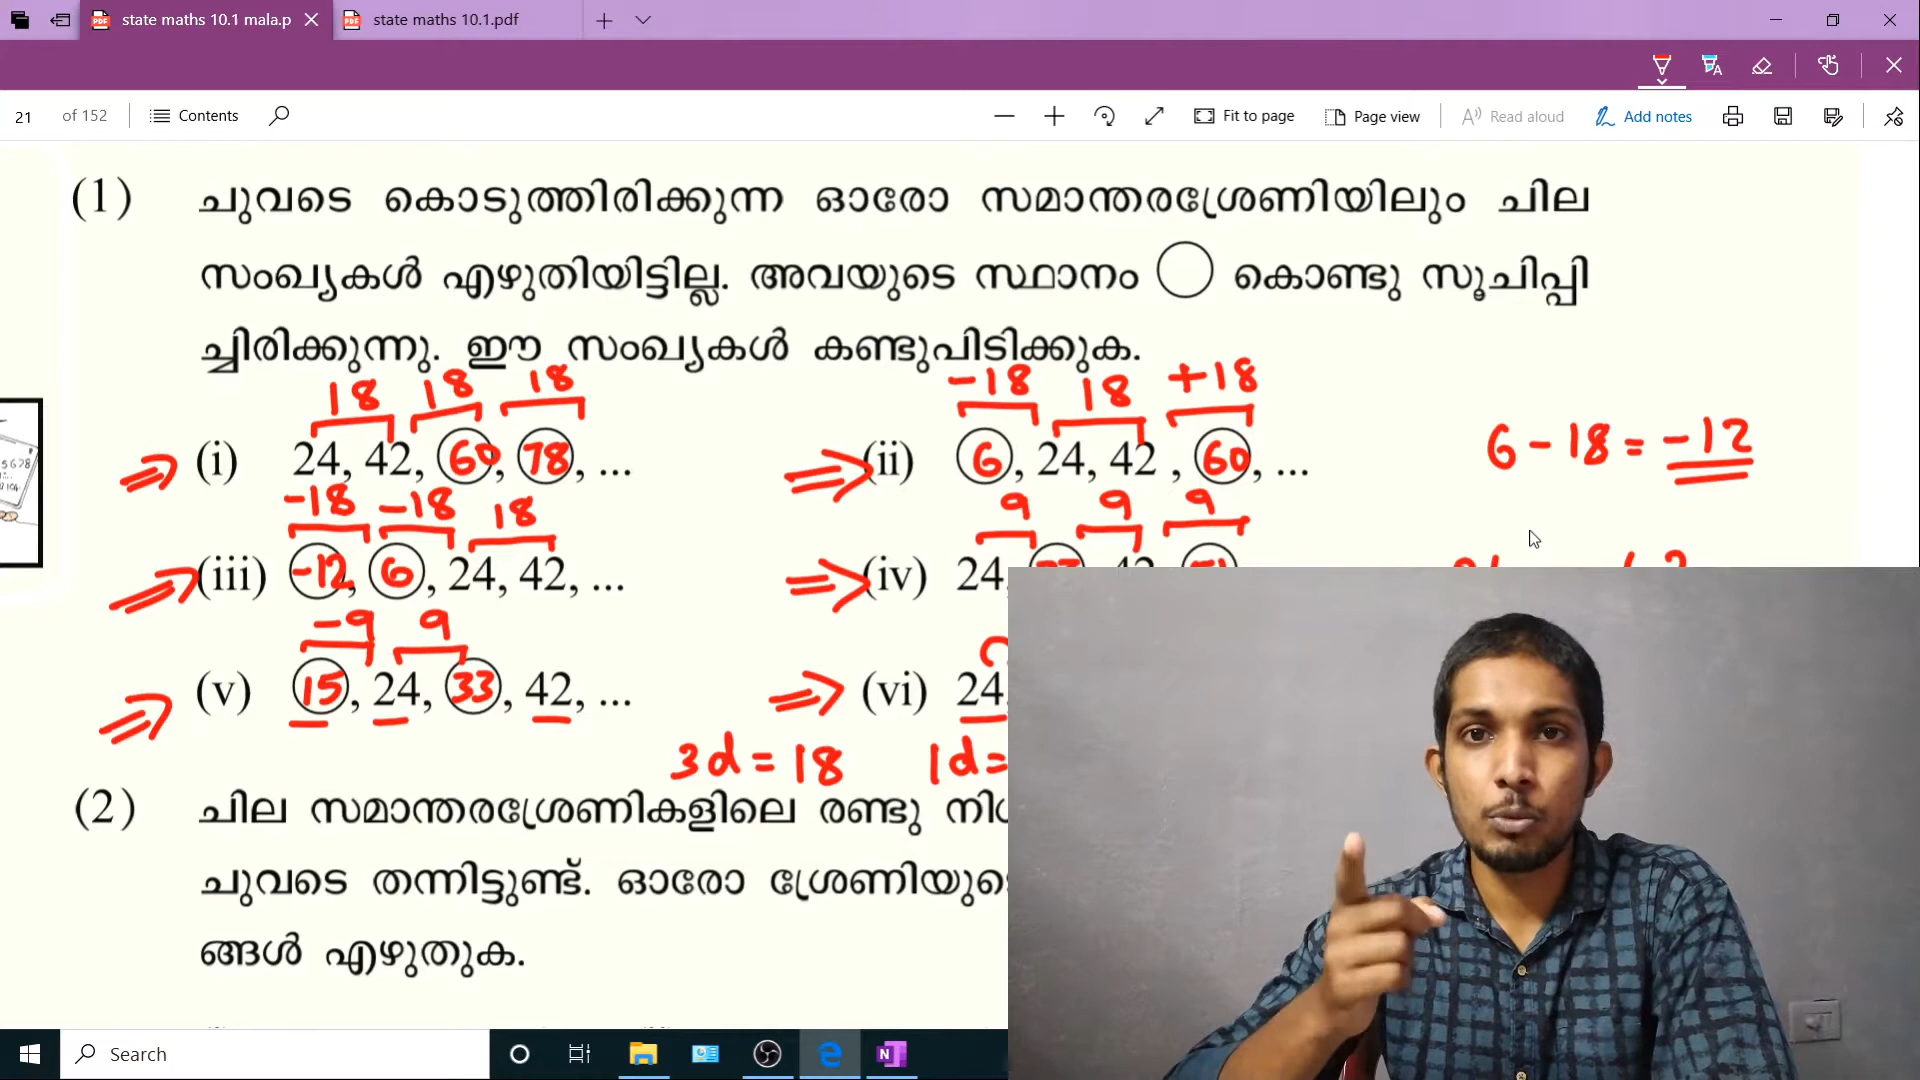 state maths 10.1 mala.p
state maths 10.1.pdf
21 of 152 Contents Fit to page Page view Read aloud Add notes
(1) ചുവടെ കൊടുത്തിരിക്കുന്ന ഓരോ സമാന്തരശ്രേണിയിലും ചില
സംഖ്യകൾ എഴുതിയിട്ടില്ല. അവയുടെ സ്ഥാനം കൊണ്ടു സൂചിപ്പി
ച്ചിരിക്കുന്നു. ഈ സംഖ്യകൾ കണ്ടുപിടിക്കുക.
18 18 18
-18 18 +18
(i) 24, 42, 60, 78, ...
(ii) 6, 24, 42 , 60, ...
6 - 18 = -12
-18 -18 18
9 9 9
(iii) -12, 6, 24, 42, ...
(iv) 24,
-9 9
(v) 15, 24, 33, 42, ...
(vi) 24
3d = 18 1d =
(2) ചില സമാന്തരശ്രേണികളിലെ രണ്ടു
ചുവടെ തന്നിട്ടുണ്ട്. ഓരോ
ങ്ങൾ എഴുതുക.
Search